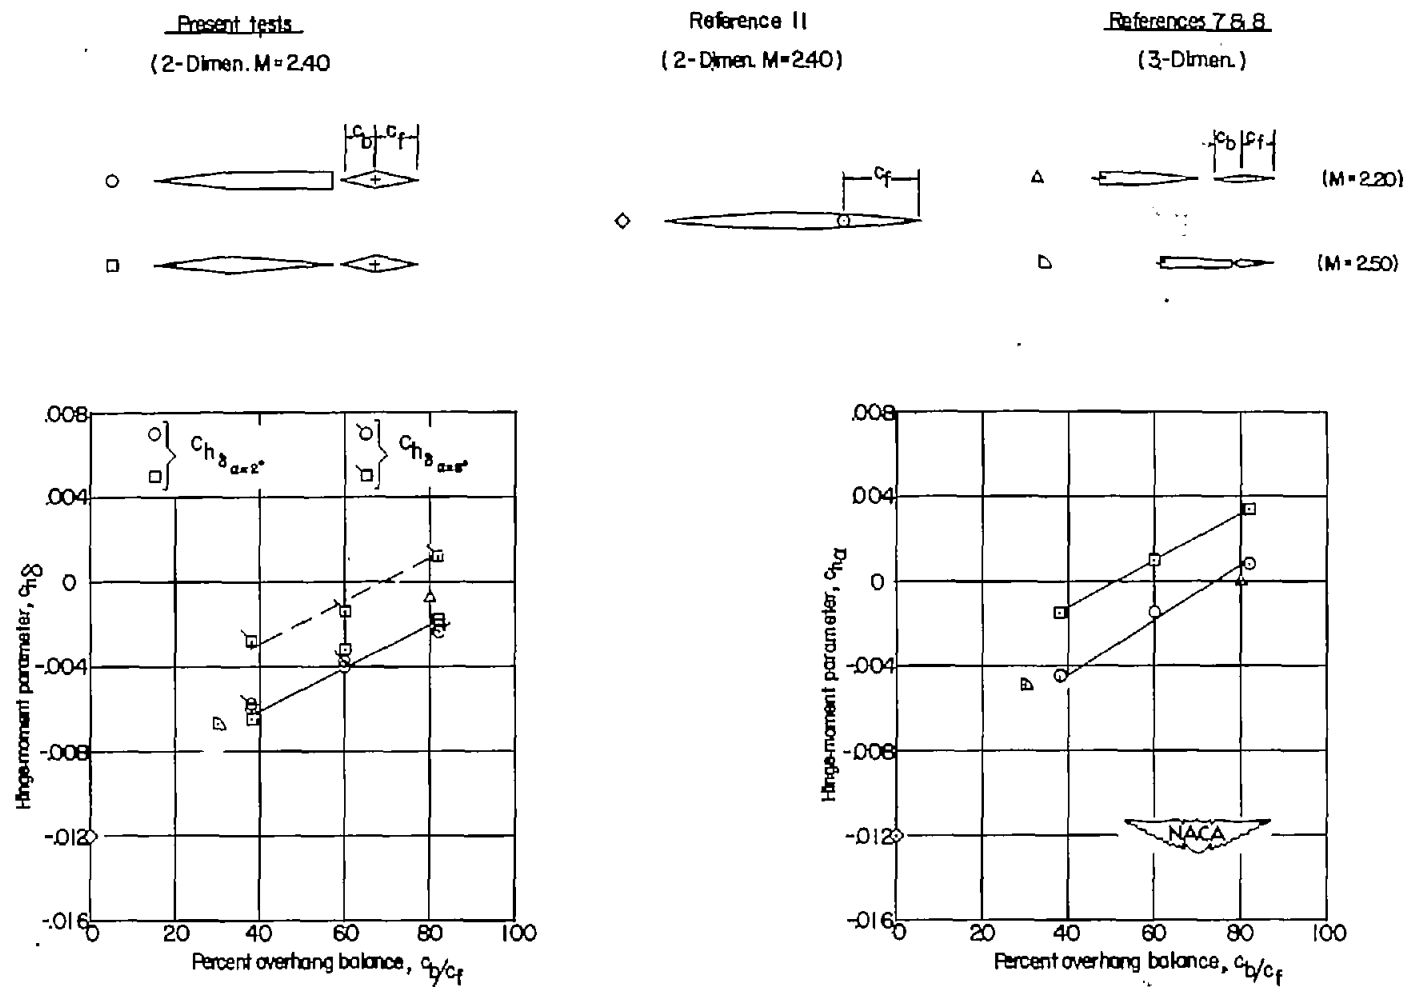 Present tests
(2-Dimen. M=2.40
Reference 11
(2-Dimen. M=2.40)
References 7 & 8
(3-Dimen.)
c_b c_f
c_f
c_b c_f
(M=2.20)
(M=2.50)
.008
.004
0
-.004
-.008
-.012
-.016
0 20 40 60 80 100
Hinge-moment parameter, c_hδ
Percent overhang balance, c_b/c_f
c_hδ α=2°
c_hδ
.008
.004
0
-.004
-.008
-.012
-.016
0 20 40 60 80 100
Hinge-moment parameter, c_hα
Percent overhang balance, c_b/c_f
NACA